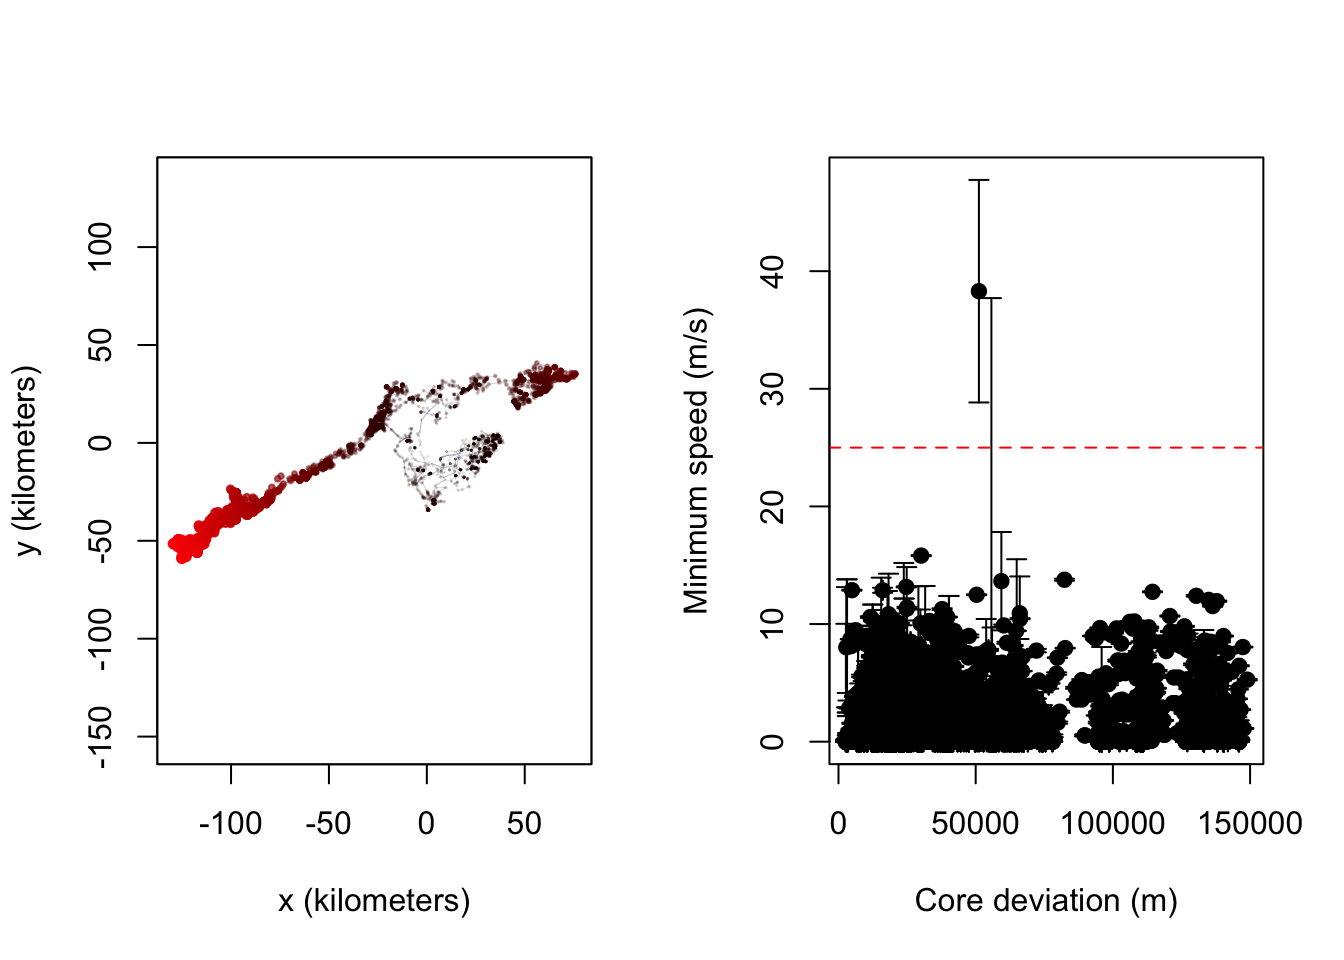 y (kilometers)
100
50
0
-50
-100
-150
-100 -50 0 50
x (kilometers)
Minimum speed (m/s)
40
30
20
10
0
0 50000 100000 150000
Core deviation (m)